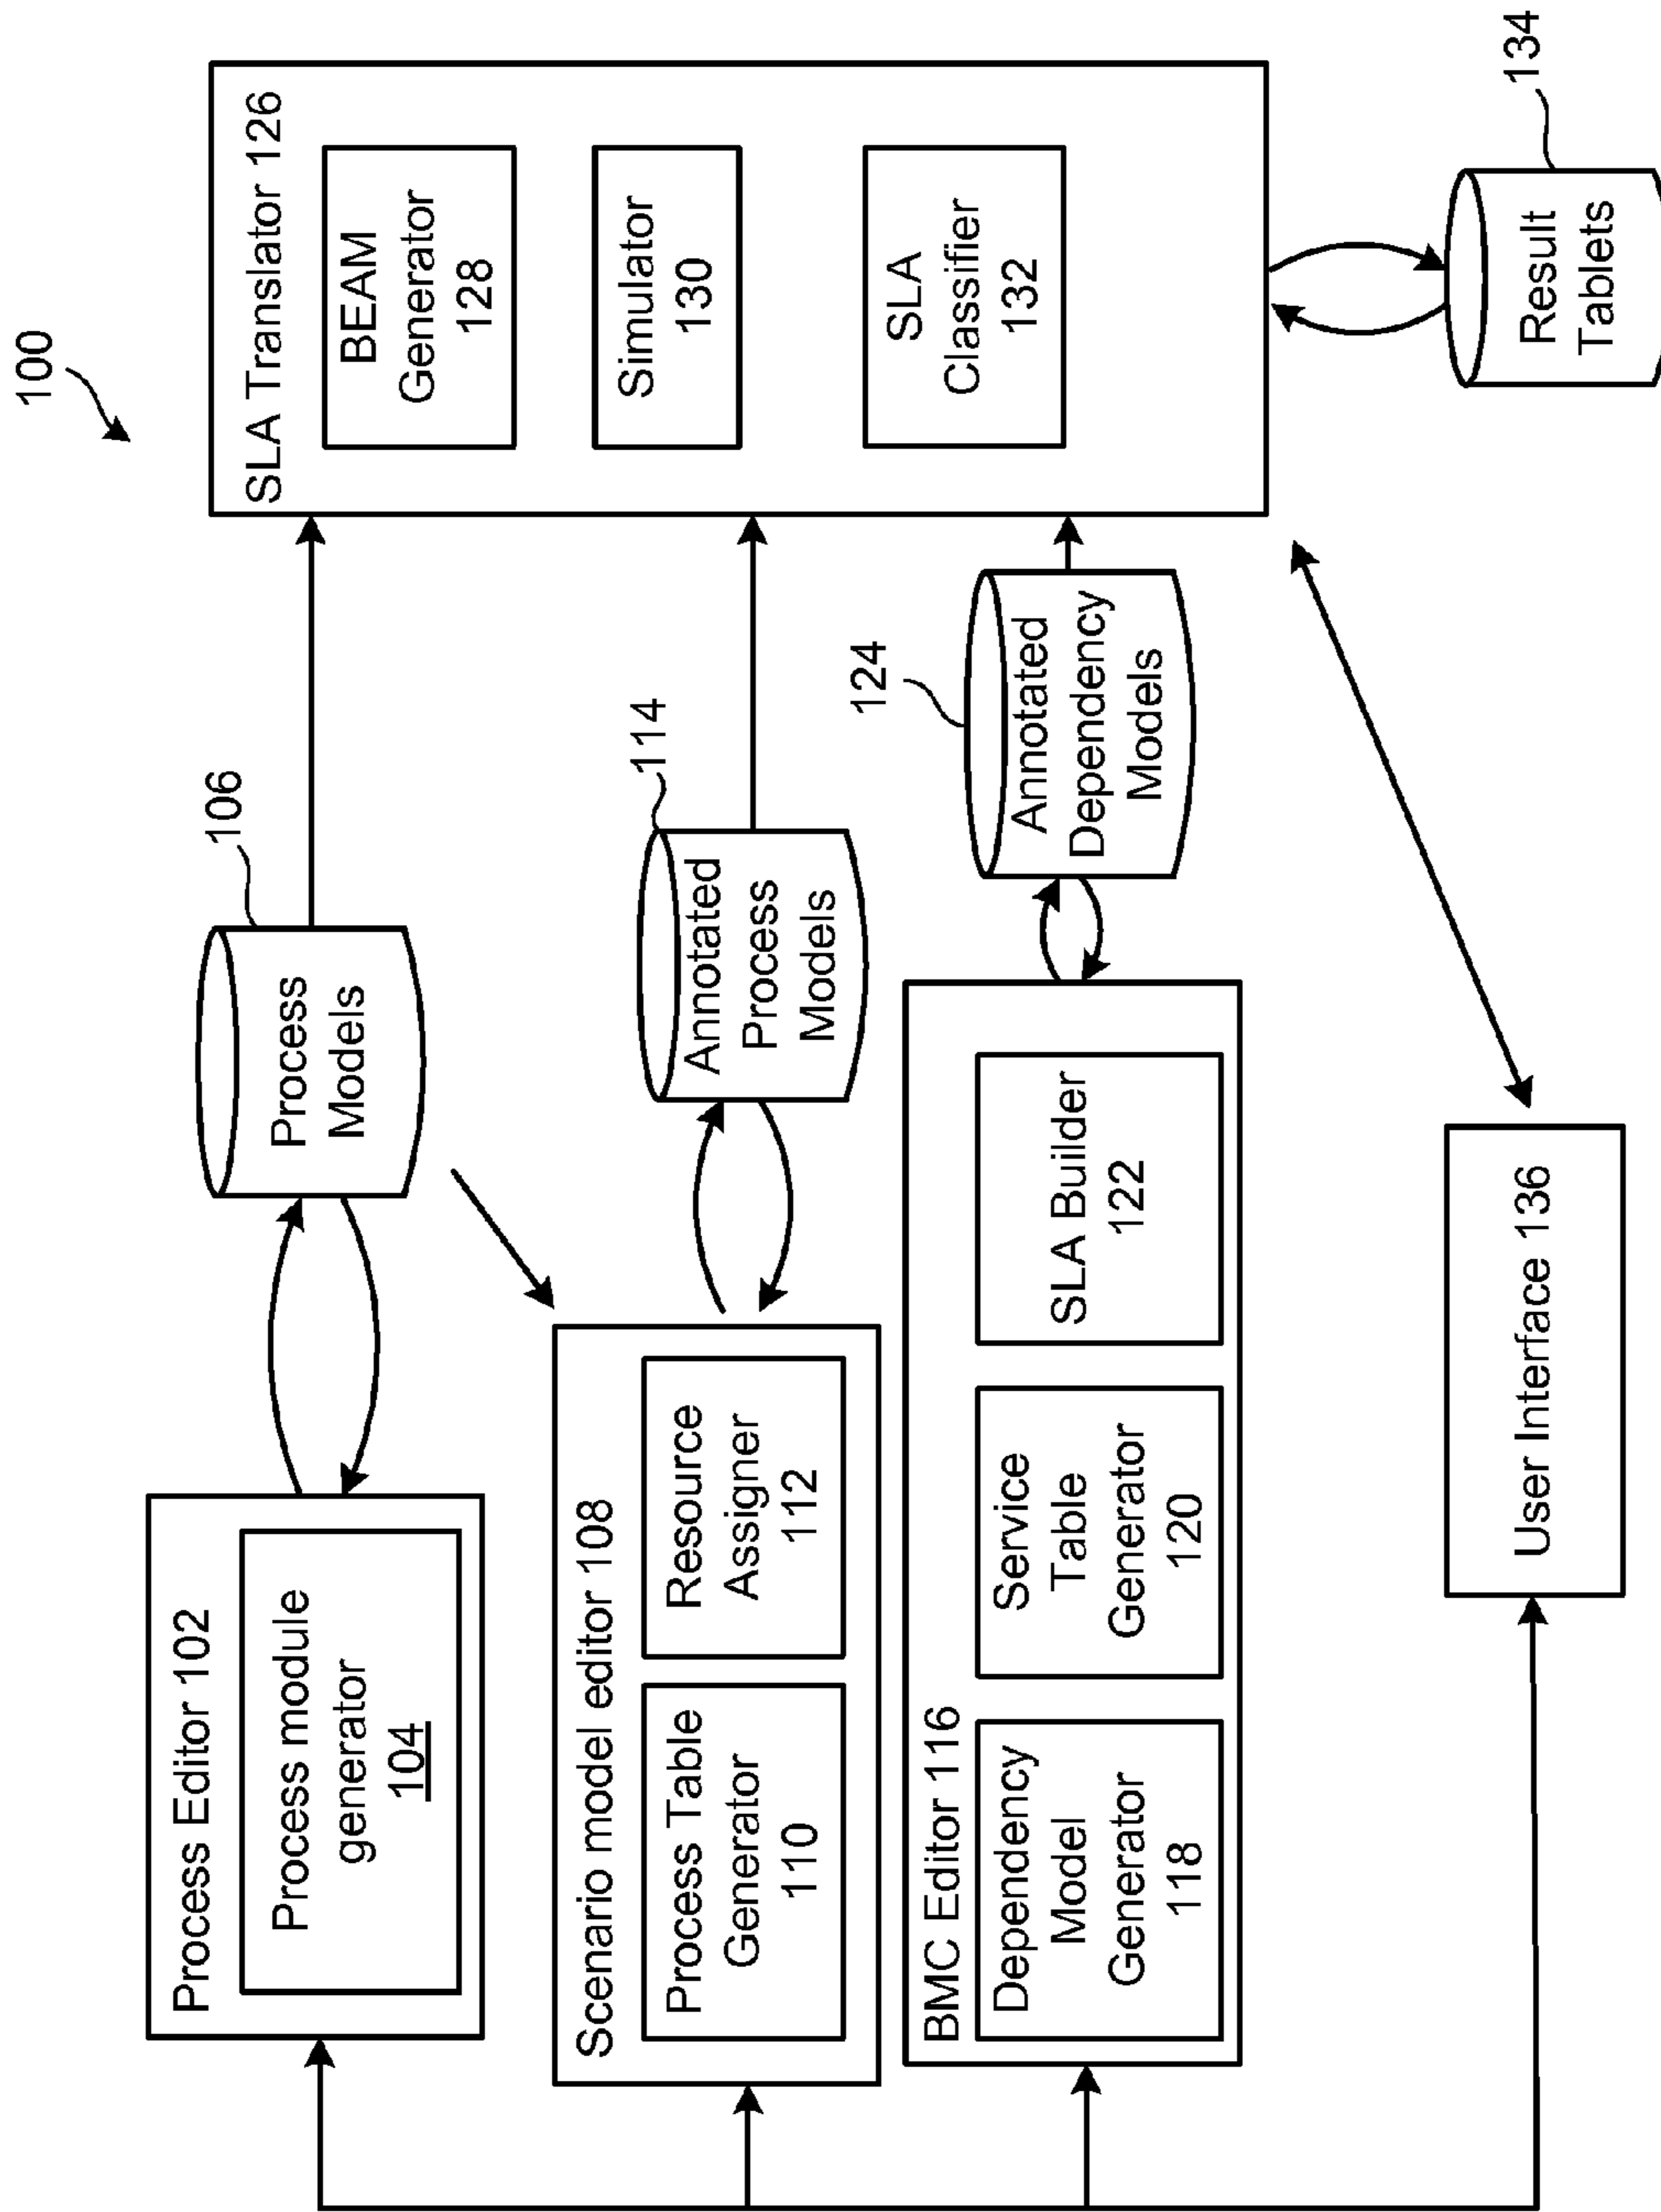 100
Process Editor 102
Process module
generator
104
Process
Models
106
Scenario model editor 108
Process Table
Generator
110
Resource
Assigner
112
Annotated
Process
Models
114
BMC Editor 116
Dependency
Model
Generator
118
Service
Table
Generator
120
SLA Builder
122
Annotated
Dependency
Models
124
SLA Translator 126
BEAM
Generator
128
Simulator
130
SLA
Classifier
132
Result
Tablets
134
User Interface 136